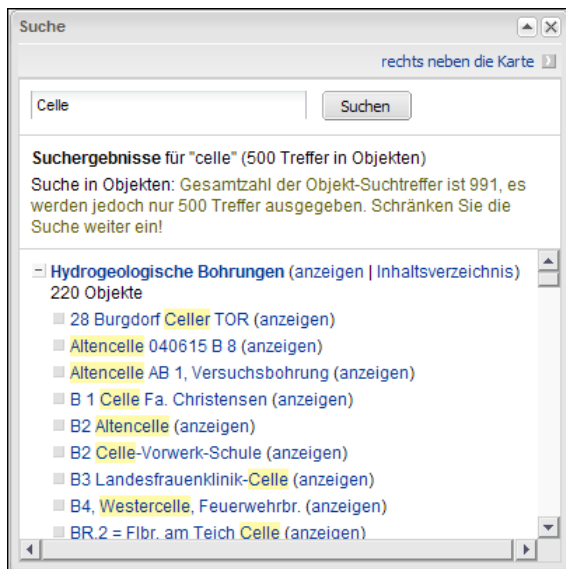 Suche
rechts neben die Karte
Celle
Suchen
Suchergebnisse für "celle" (500 Treffer in Objekten)
Suche in Objekten: Gesamtzahl der Objekt-Suchtreffer ist 991, es
werden jedoch nur 500 Treffer ausgegeben. Schränken Sie die
Suche weiter ein!
Hydrogeologische Bohrungen (anzeigen | Inhaltsverzeichnis)
220 Objekte
28 Burgdorf Celler TOR (anzeigen)
Altencelle 040615 B 8 (anzeigen)
Altencelle AB 1, Versuchsbohrung (anzeigen)
B 1 Celle Fa. Christensen (anzeigen)
B2 Altencelle (anzeigen)
B2 Celle-Vorwerk-Schule (anzeigen)
B3 Landesfrauenklinik-Celle (anzeigen)
B4, Westercelle, Feuerwehrbr. (anzeigen)
BR.2 = Flbr. am Teich Celle (anzeigen)